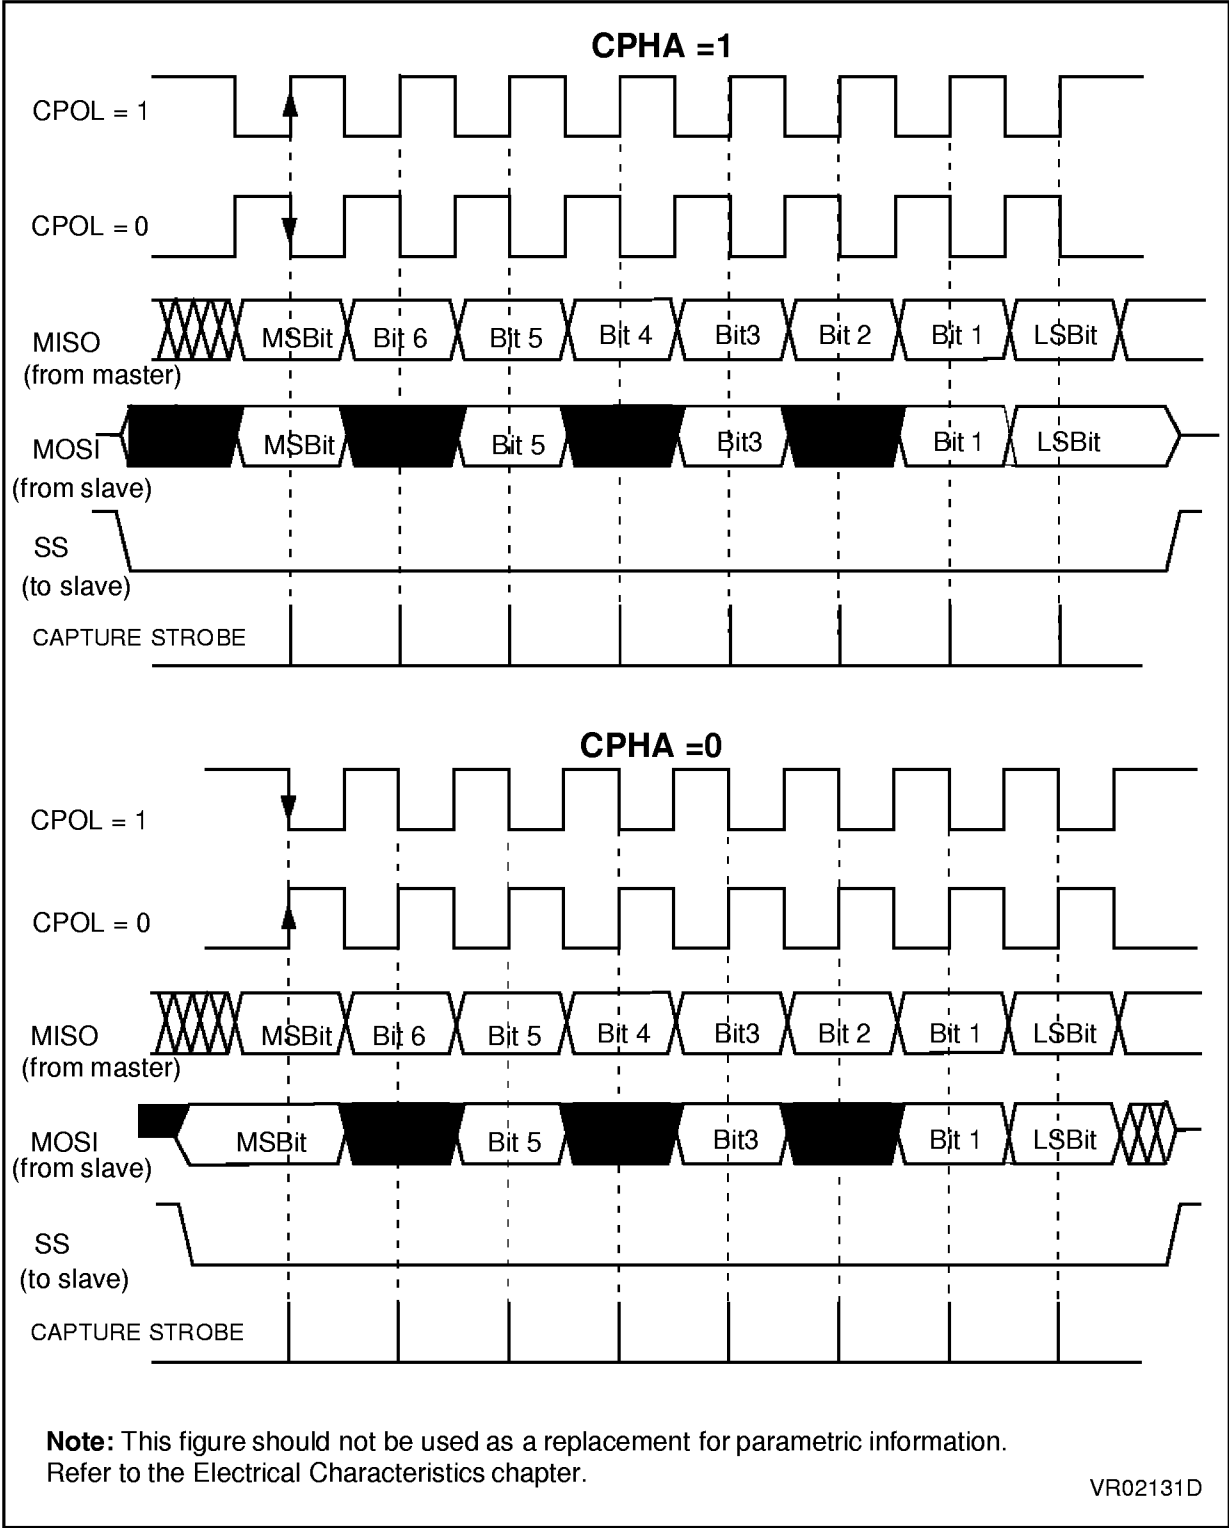 CPHA =1
CPOL = 1
CPOL = 0
MISO
(from master)
MSBit Bit 6 Bit 5 Bit 4 Bit3 Bit 2 Bit 1 LSBit
MOSI
(from slave)
MSBit Bit 5 Bit3 Bit 1 LSBit
SS
(to slave)
CAPTURE STROBE
CPHA =0
CPOL = 1
CPOL = 0
MISO
(from master)
MSBit Bit 6 Bit 5 Bit 4 Bit3 Bit 2 Bit 1 LSBit
MOSI
(from slave)
MSBit Bit 5 Bit3 Bit 1 LSBit
SS
(to slave)
CAPTURE STROBE
Note: This figure should not be used as a replacement for parametric information.
Refer to the Electrical Characteristics chapter.
VR02131D